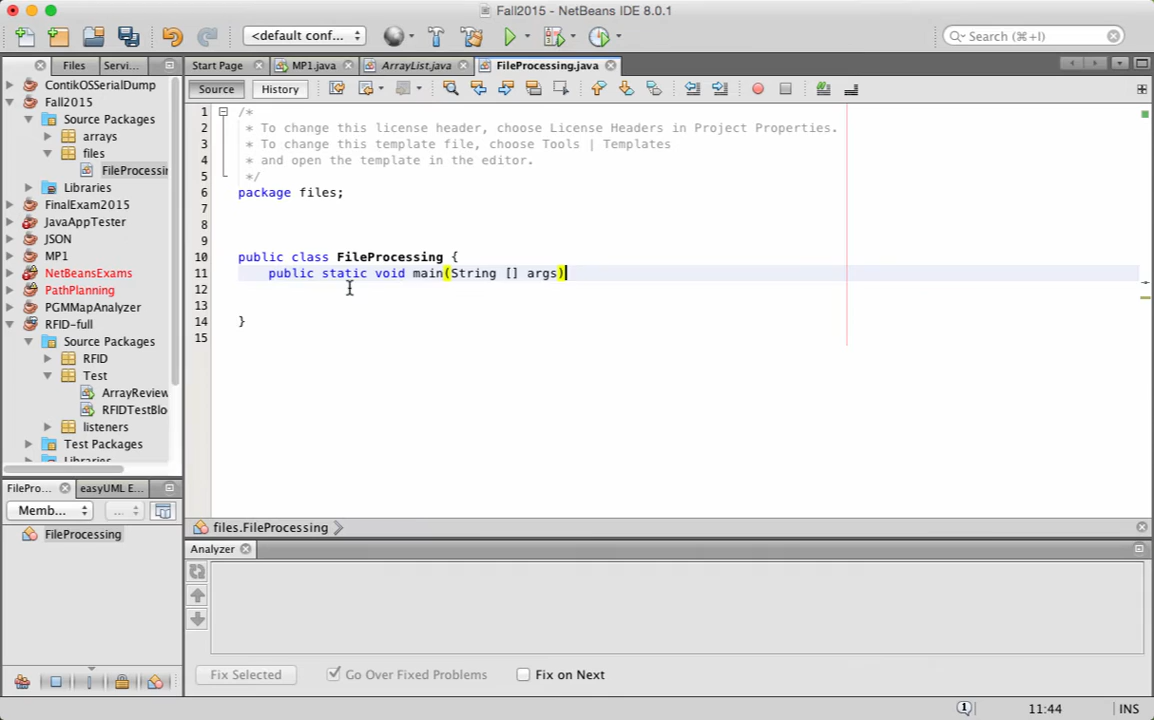 Fall2015 - NetBeans IDE 8.0.1
<default conf...
Search (⌘+I)
Files
Servi...
Start Page
MP1.java
ArrayList.java
FileProcessing.java
Source
History
ContikOSSerialDump
Fall2015
Source Packages
arrays
files
FileProcessin
Libraries
FinalExam2015
JavaAppTester
JSON
MP1
NetBeansExams
PathPlanning
PGMMapAnalyzer
RFID-full
Source Packages
RFID
Test
ArrayReview
RFIDTestBlo
listeners
Test Packages
Libraries
1 /*
2 * To change this license header, choose License Headers in Project Properties.
3 * To change this template file, choose Tools | Templates
4 * and open the template in the editor.
5 */
6 package files;
7
8
9
10 public class FileProcessing {
11 public static void main(String [] args)
12
13
14 }
15
FilePro...
easyUML E...
Memb...
...
FileProcessing
files.FileProcessing
Analyzer
Fix Selected
Go Over Fixed Problems
Fix on Next
1
11:44
INS